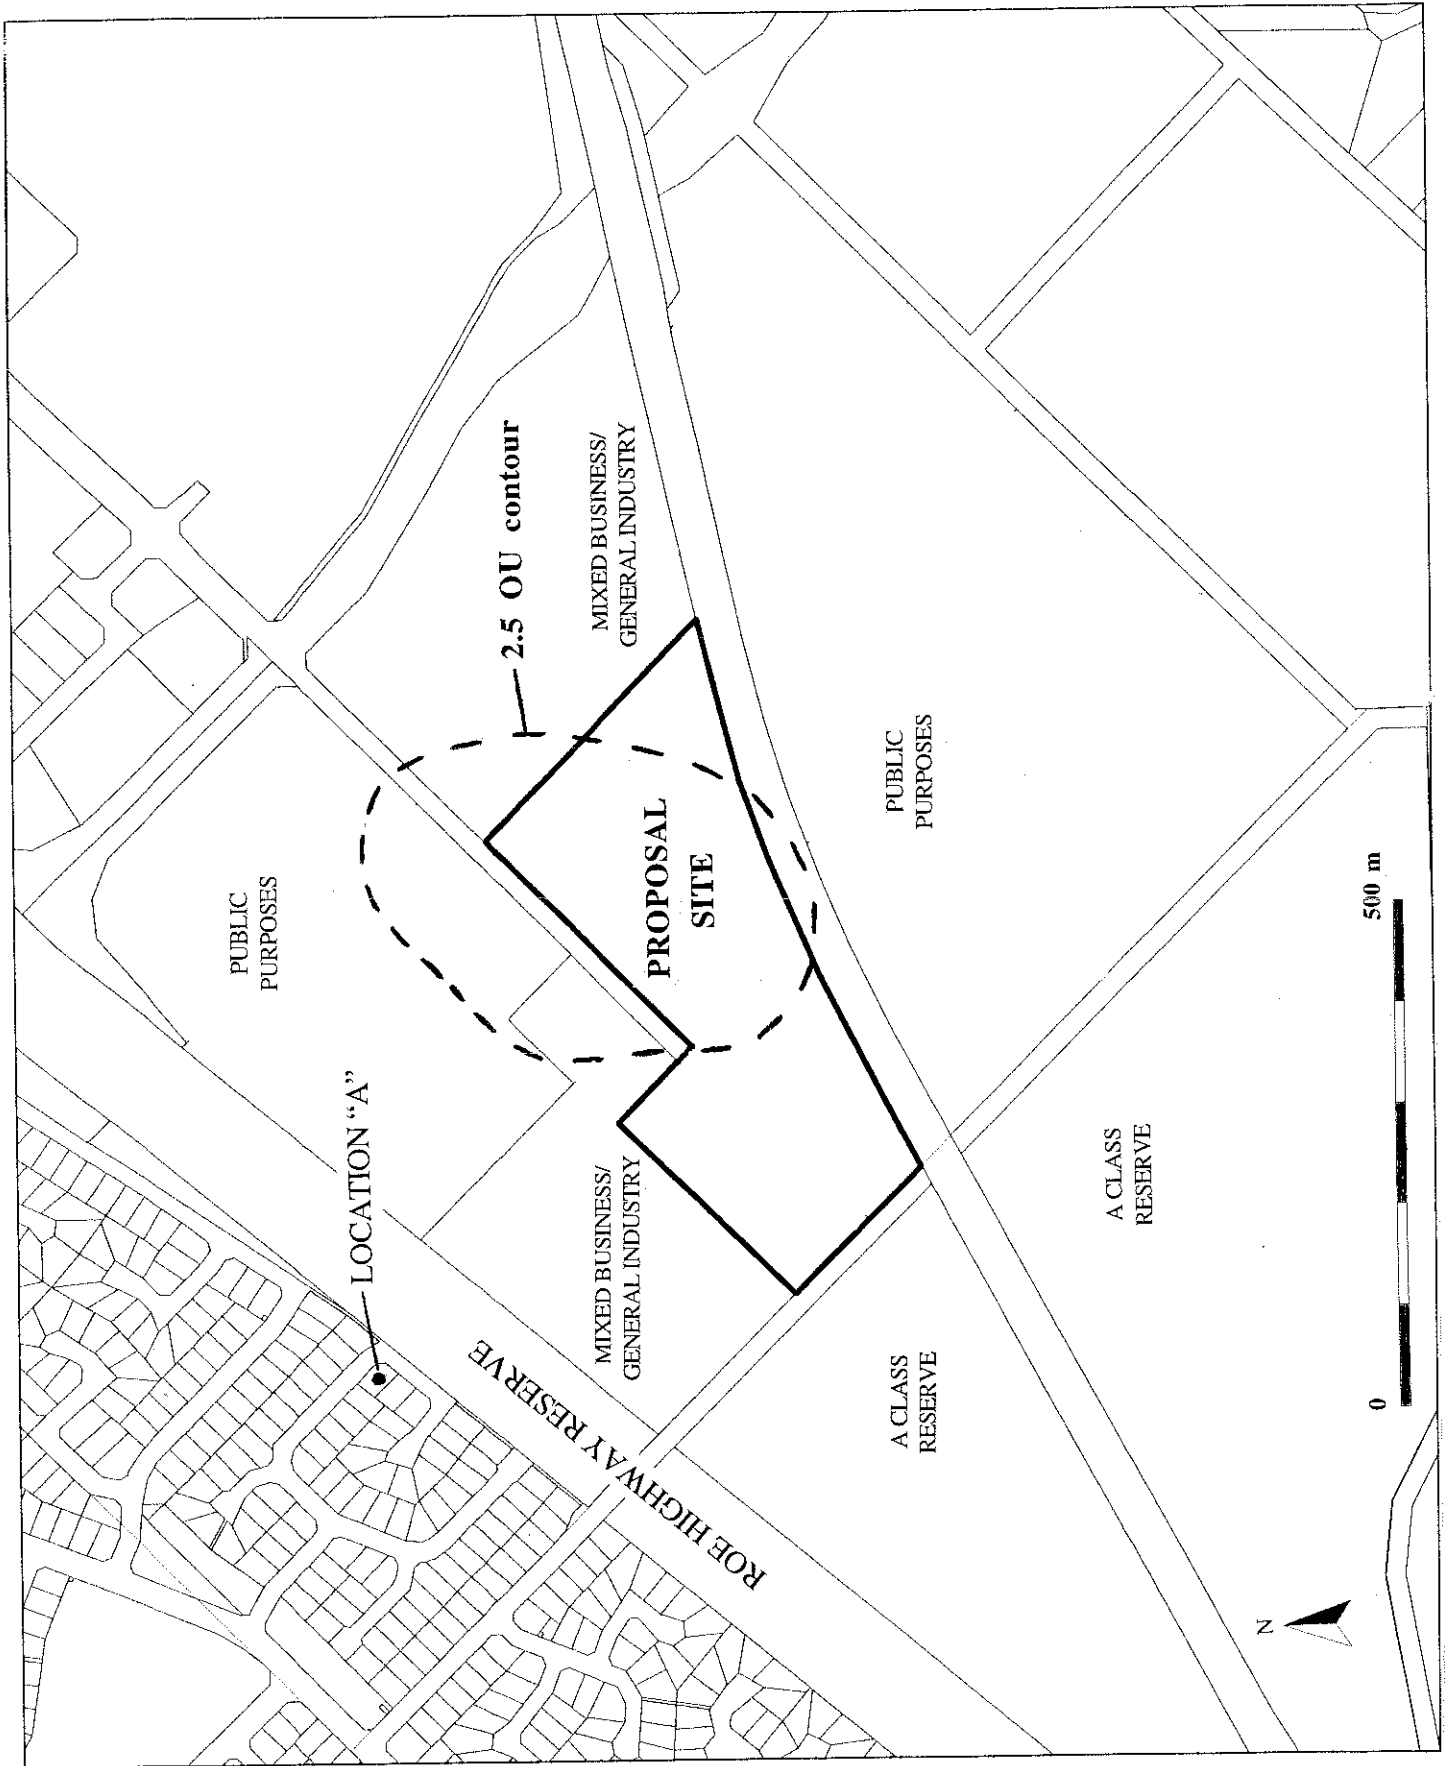 LOCATION “A”
PUBLIC
PURPOSES
2.5 OU contour
MIXED BUSINESS/
GENERAL INDUSTRY
PROPOSAL
SITE
MIXED BUSINESS/
GENERAL INDUSTRY
ROE HIGHWAY RESERVE
PUBLIC
PURPOSES
A CLASS
RESERVE
A CLASS
RESERVE
N
0
500 m